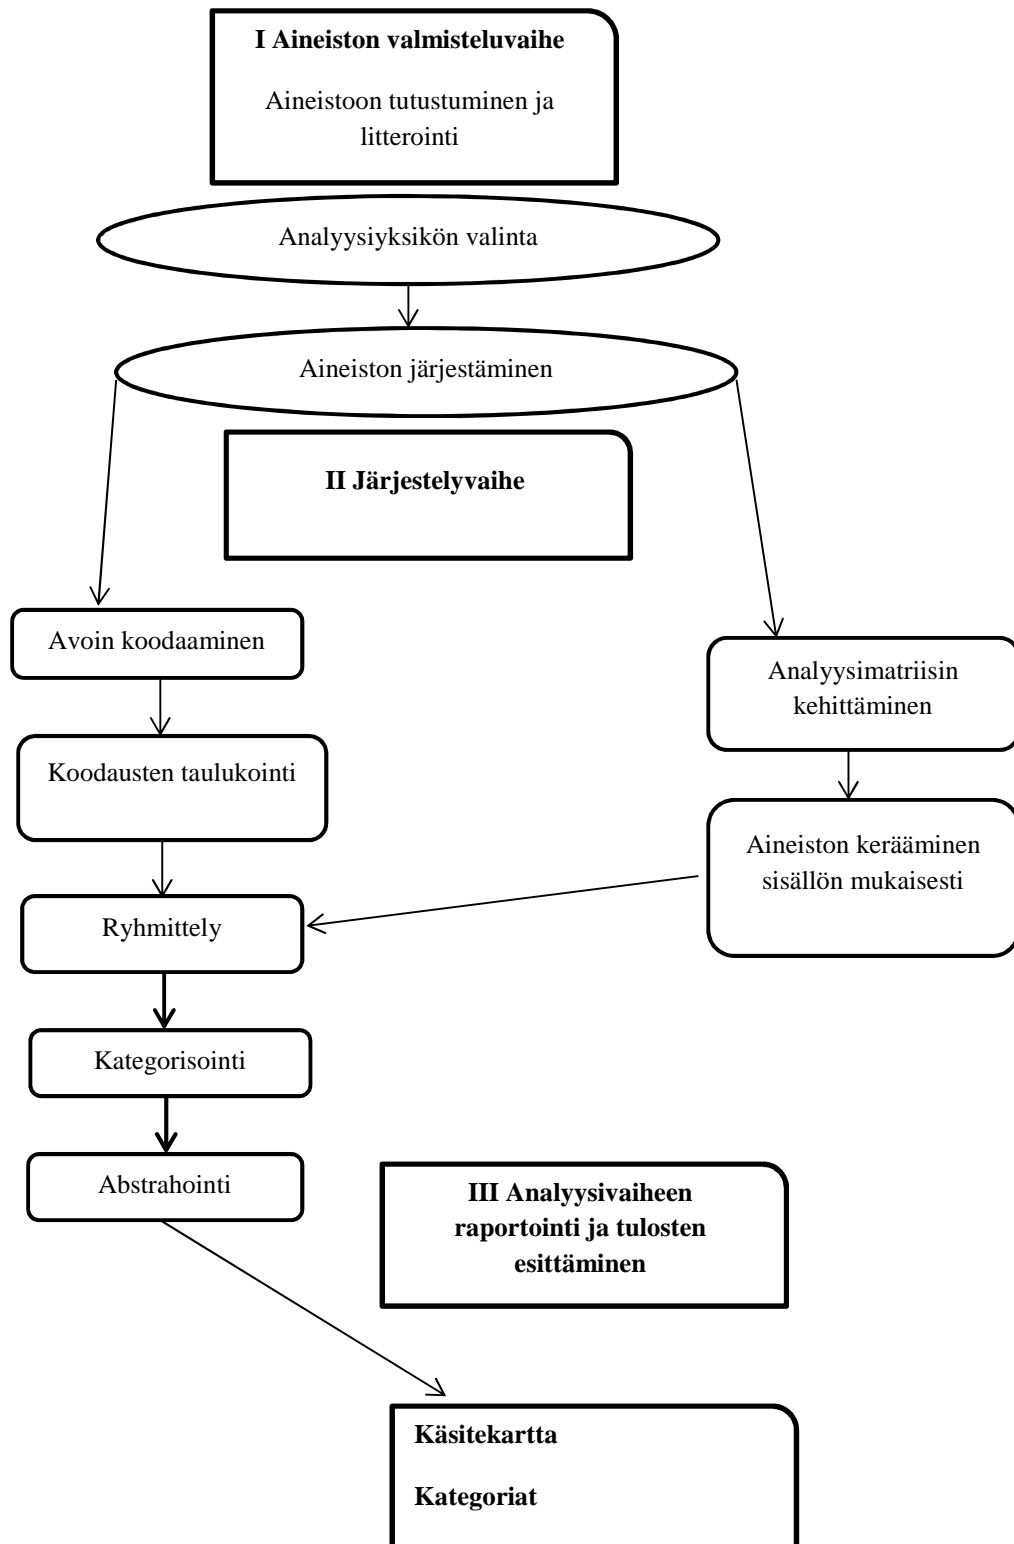 I Aineiston valmisteluvaihe
Aineistoon tutustuminen ja
litterointi
Analyysiyksikön valinta
Aineiston järjestäminen
II Järjestelyvaihe
Avoin koodaaminen
Analyysimatriisin
kehittäminen
Koodausten taulukointi
Aineiston kerääminen
sisällön mukaisesti
Ryhmittely
Kategorisointi
Abstrahointi
III Analyysivaiheen
raportointi ja tulosten
esittäminen
Käsitekartta
Kategoriat